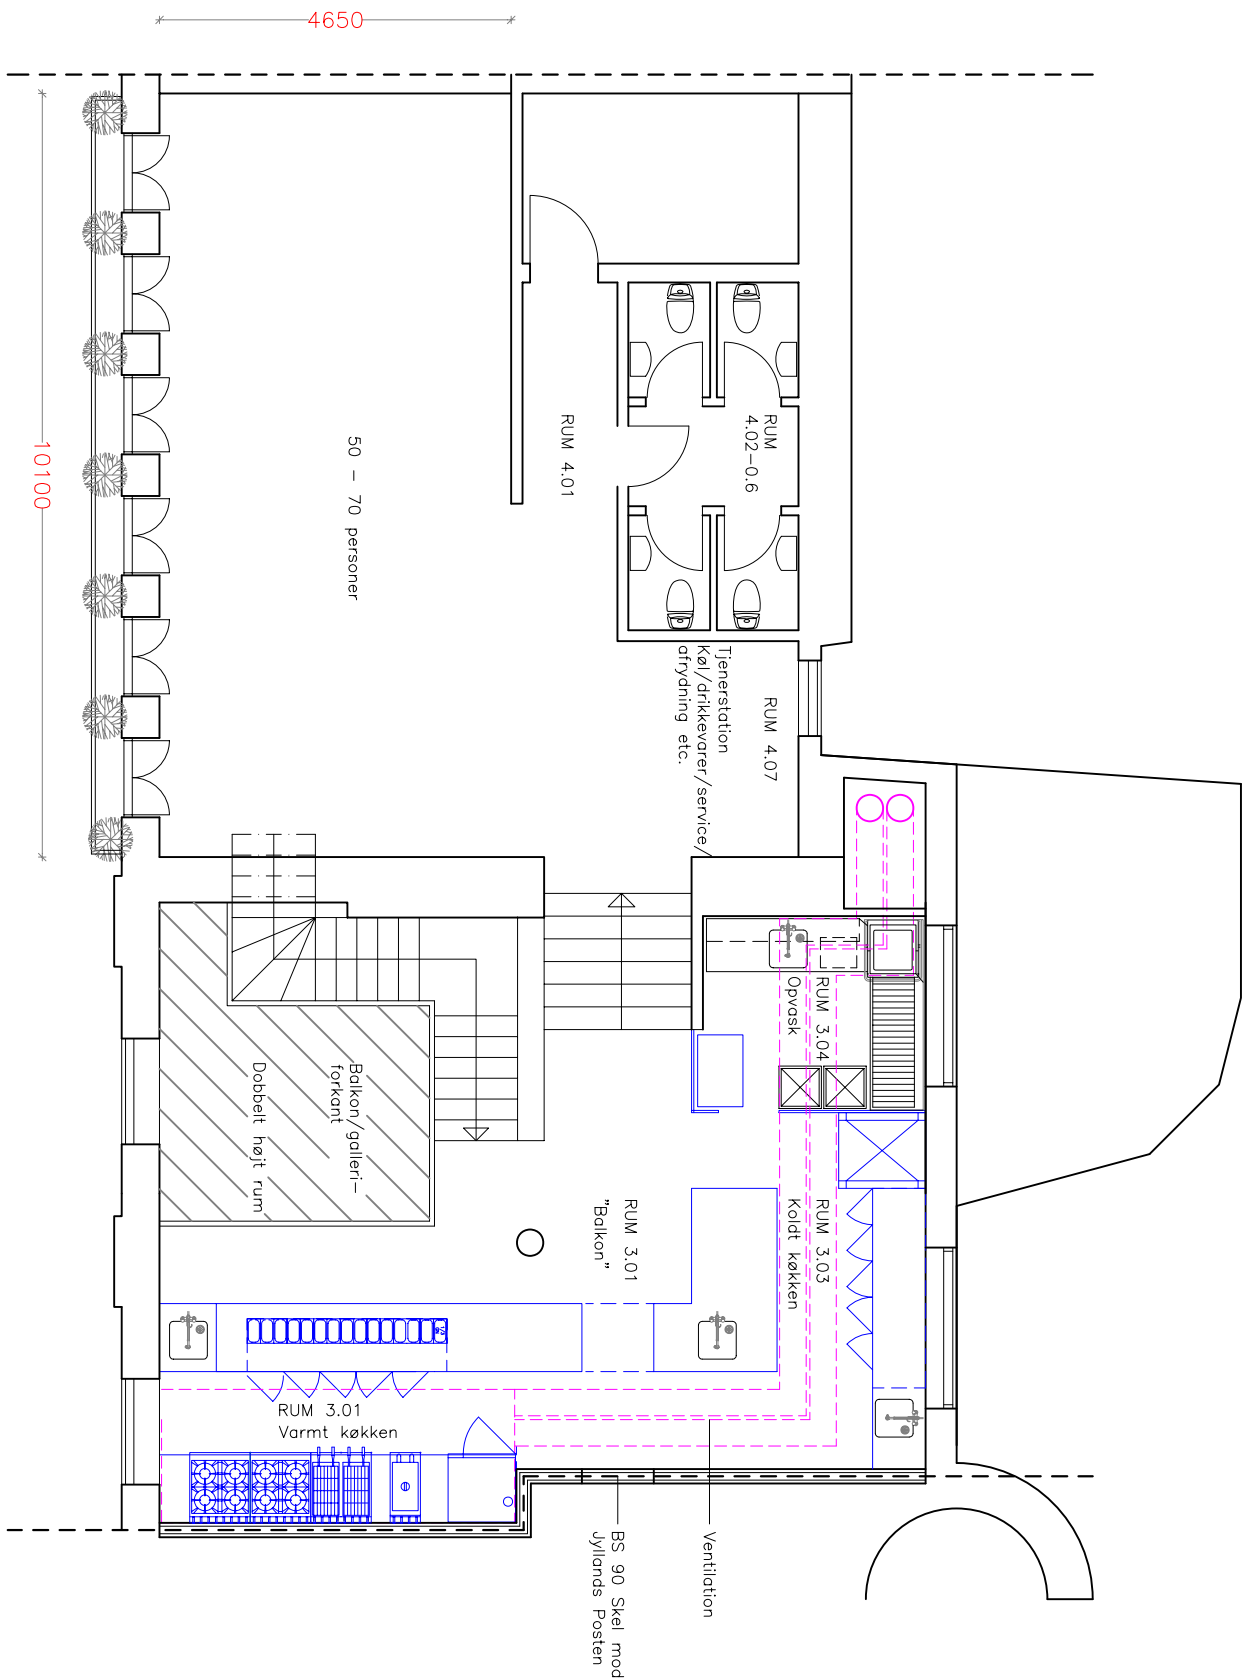 4650
10100
50 - 70 personer
RUM 4.01
RUM
4.02-0.6
Tjenerstation
Køl/drikkevarer/service/
afrydning etc.
RUM 4.07
RUM 3.04
Opvask
Balkon/galleri-
forkant
Dobbelt højt rum
RUM 3.01
"Balkon"
RUM 3.03
Koldt køkken
RUM 3.01
Varmt køkken
Ventilation
BS 90 Skel mod
Jyllands Posten